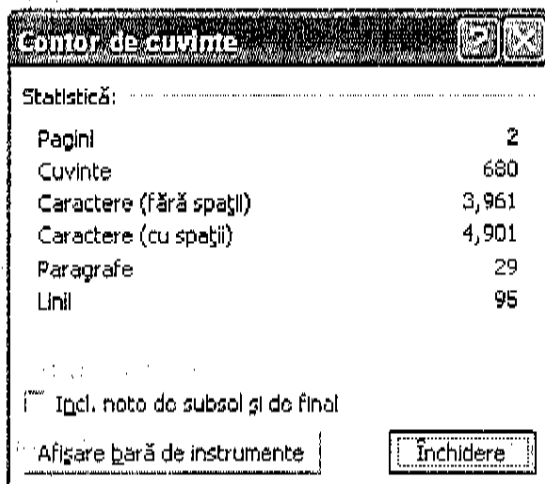 Contor de cuvinte
Statistică:
Pagini 2
Cuvinte 680
Caractere (fără spaţii) 3,961
Caractere (cu spaţii) 4,901
Paragrafe 29
Linii 95
Incl. note de subsol şi de final
Afişare bară de instrumente Închidere